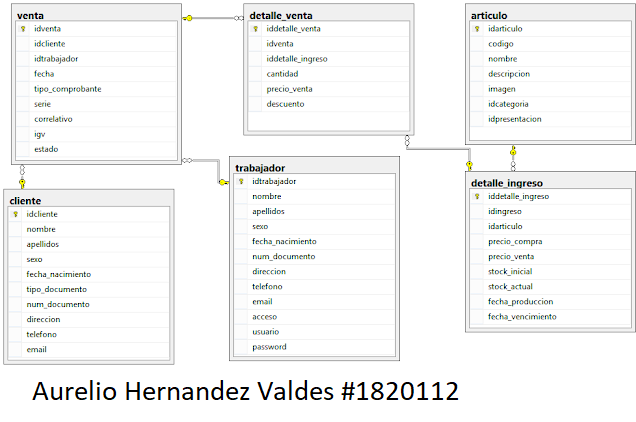 venta
idventa
idcliente
idtrabajador
fecha
tipo_comprobante
serie
correlativo
igv
estado
detalle_venta
iddetalle_venta
idventa
iddetalle_ingreso
cantidad
precio_venta
descuento
articulo
idarticulo
codigo
nombre
descripcion
imagen
idcategoria
idpresentacion
cliente
idcliente
nombre
apellidos
sexo
fecha_nacimiento
tipo_documento
num_documento
direccion
telefono
email
trabajador
idtrabajador
nombre
apellidos
sexo
fecha_nacimiento
num_documento
direccion
telefono
email
acceso
usuario
password
detalle_ingreso
iddetalle_ingreso
idingreso
idarticulo
precio_compra
precio_venta
stock_inicial
stock_actual
fecha_produccion
fecha_vencimiento
Aurelio Hernandez Valdes #1820112